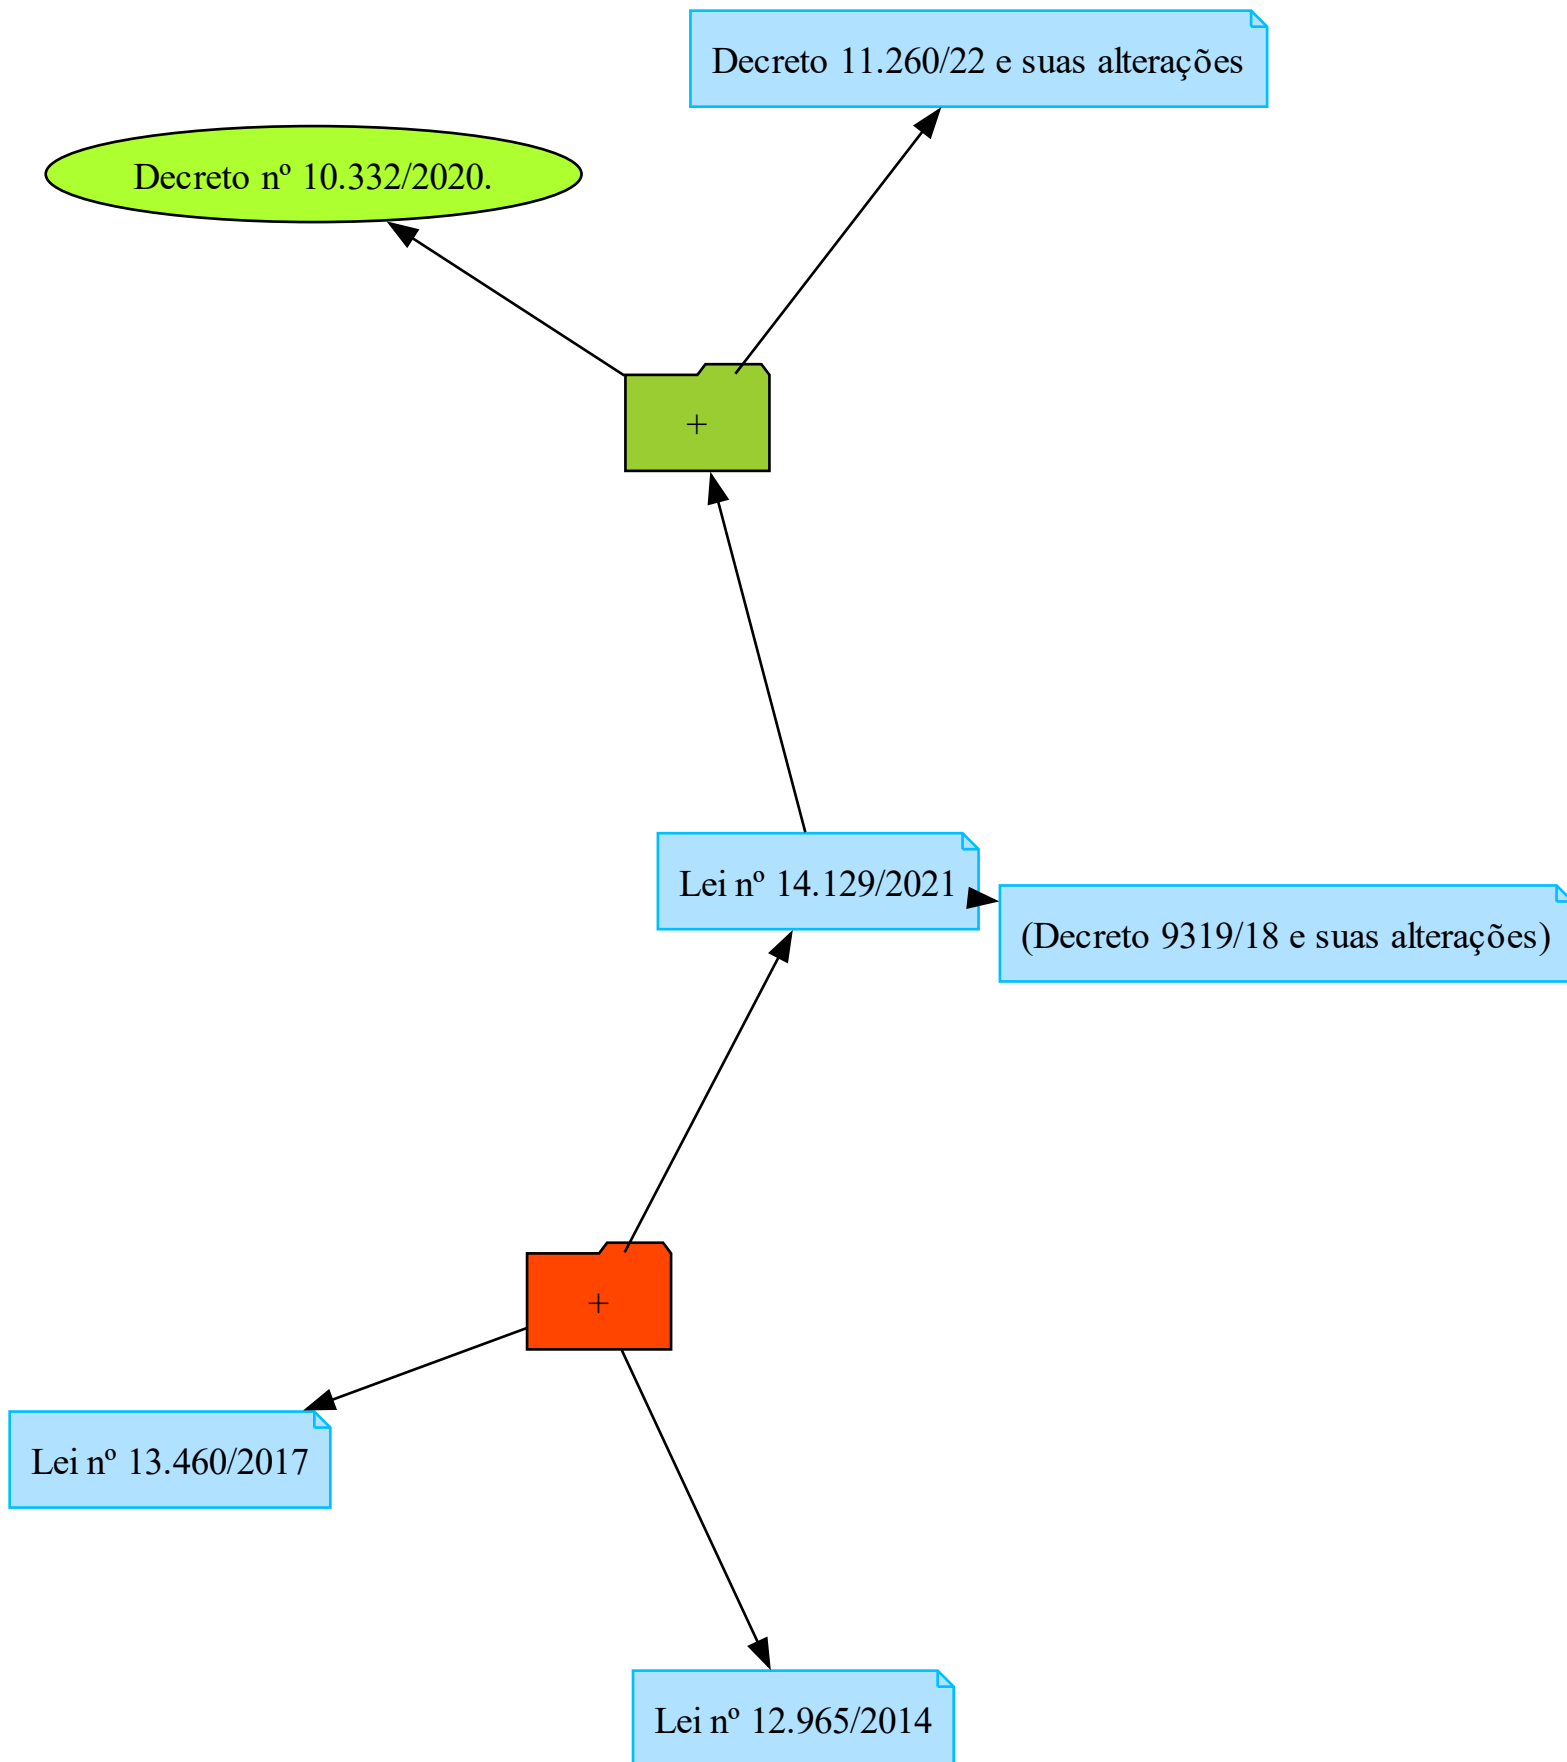 Decreto 11.260/22 e suas alterações
Decreto nº 10.332/2020.
+
Lei nº 14.129/2021
(Decreto 9319/18 e suas alterações)
+
Lei nº 13.460/2017
Lei nº 12.965/2014